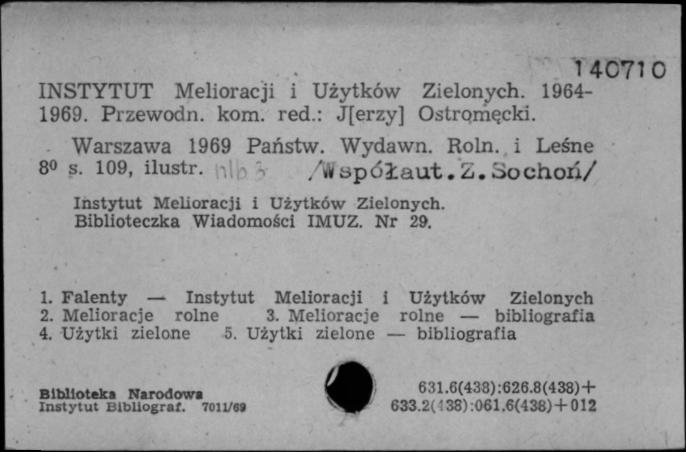 140710
INSTYTUT Melioracji i Użytków Zielonych. 1964-
1969. Przewodn. kom. red.: J[erzy] Ostromęcki.
Warszawa 1969 Państw. Wydawn. Roln. i Leśne
8⁰ s. 109, ilustr. nlb 3 /Współaut.Z.Sochoń/
Instytut Melioracji i Użytków Zielonych.
Biblioteczka Wiadomości IMUZ. Nr 29.
1. Falenty — Instytut Melioracji i Użytków Zielonych
2. Melioracje rolne 3. Melioracje rolne — bibliografia
4. Użytki zielone 5. Użytki zielone — bibliografia
Biblioteka Narodowa 631.6(438):626.8(438)+
Instytut Bibliograf. 7011/69 633.2(438):061.6(438)+012